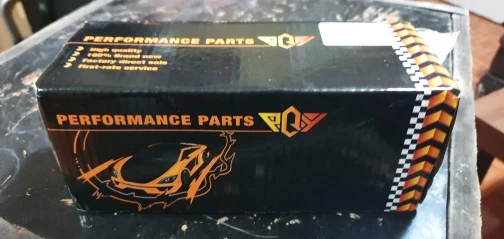 PERFORMANCE PARTS
High quality
100% Brand new
Factory direct sale
First-rate service
PERFORMANCE PARTS